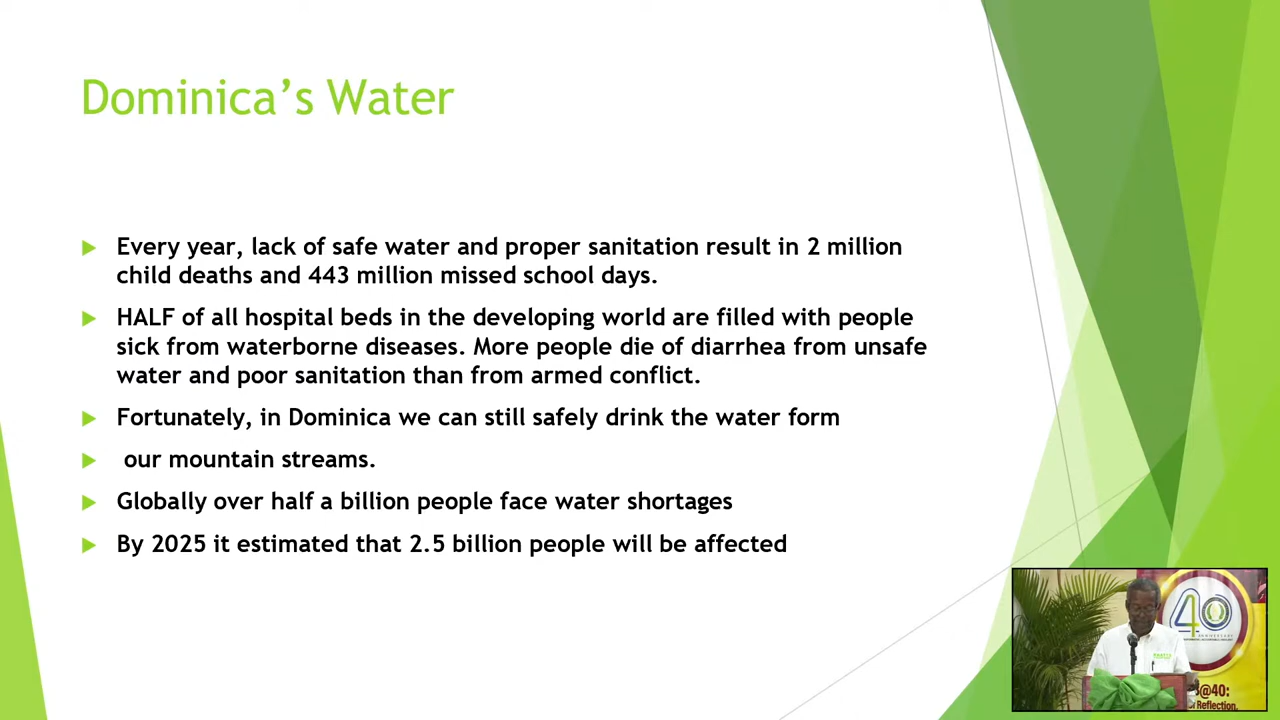 Dominica’s Water
Every year, lack of safe water and proper sanitation result in 2 million
child deaths and 443 million missed school days.
HALF of all hospital beds in the developing world are filled with people
sick from waterborne diseases. More people die of diarrhea from unsafe
water and poor sanitation than from armed conflict.
Fortunately, in Dominica we can still safely drink the water form
our mountain streams.
Globally over half a billion people face water shortages
By 2025 it estimated that 2.5 billion people will be affected
40
ANNIVERSARY
@40:
Reflection,